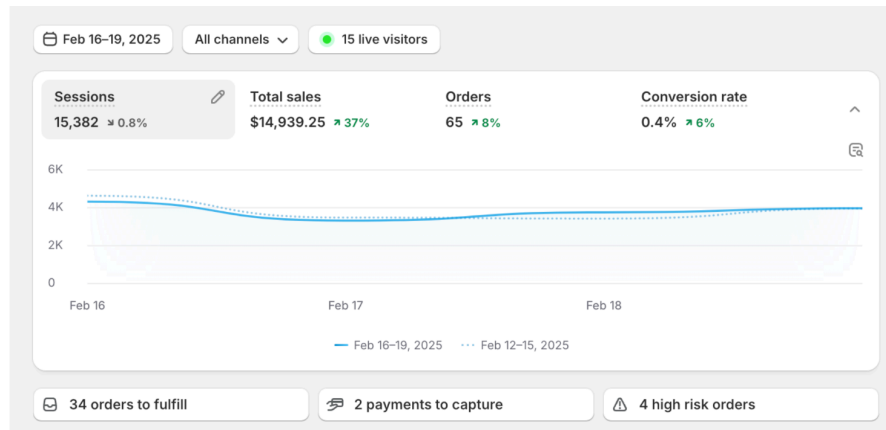 Feb 16–19, 2025 All channels 15 live visitors
Sessions Total sales Orders Conversion rate
15,382 ↘ 0.8% $14,939.25 ↗ 37% 65 ↗ 8% 0.4% ↗ 6%
6K
4K
2K
0
Feb 16 Feb 17 Feb 18
Feb 16–19, 2025 Feb 12–15, 2025
34 orders to fulfill 2 payments to capture 4 high risk orders